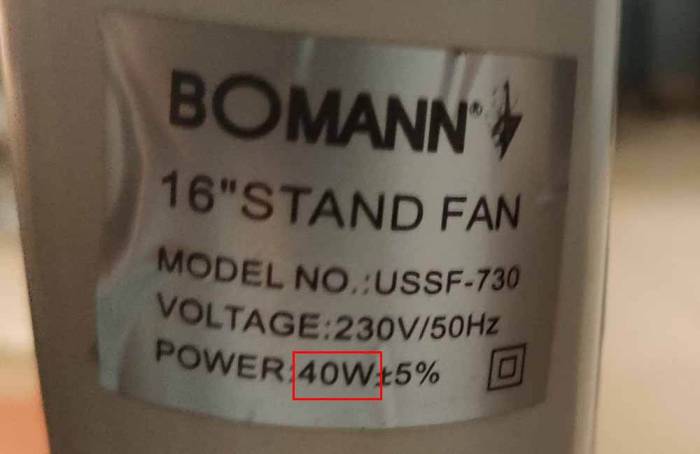 BOMANN®
16"STAND FAN
MODEL NO.:USSF-730
VOLTAGE:230V/50Hz
POWER:40W±5%